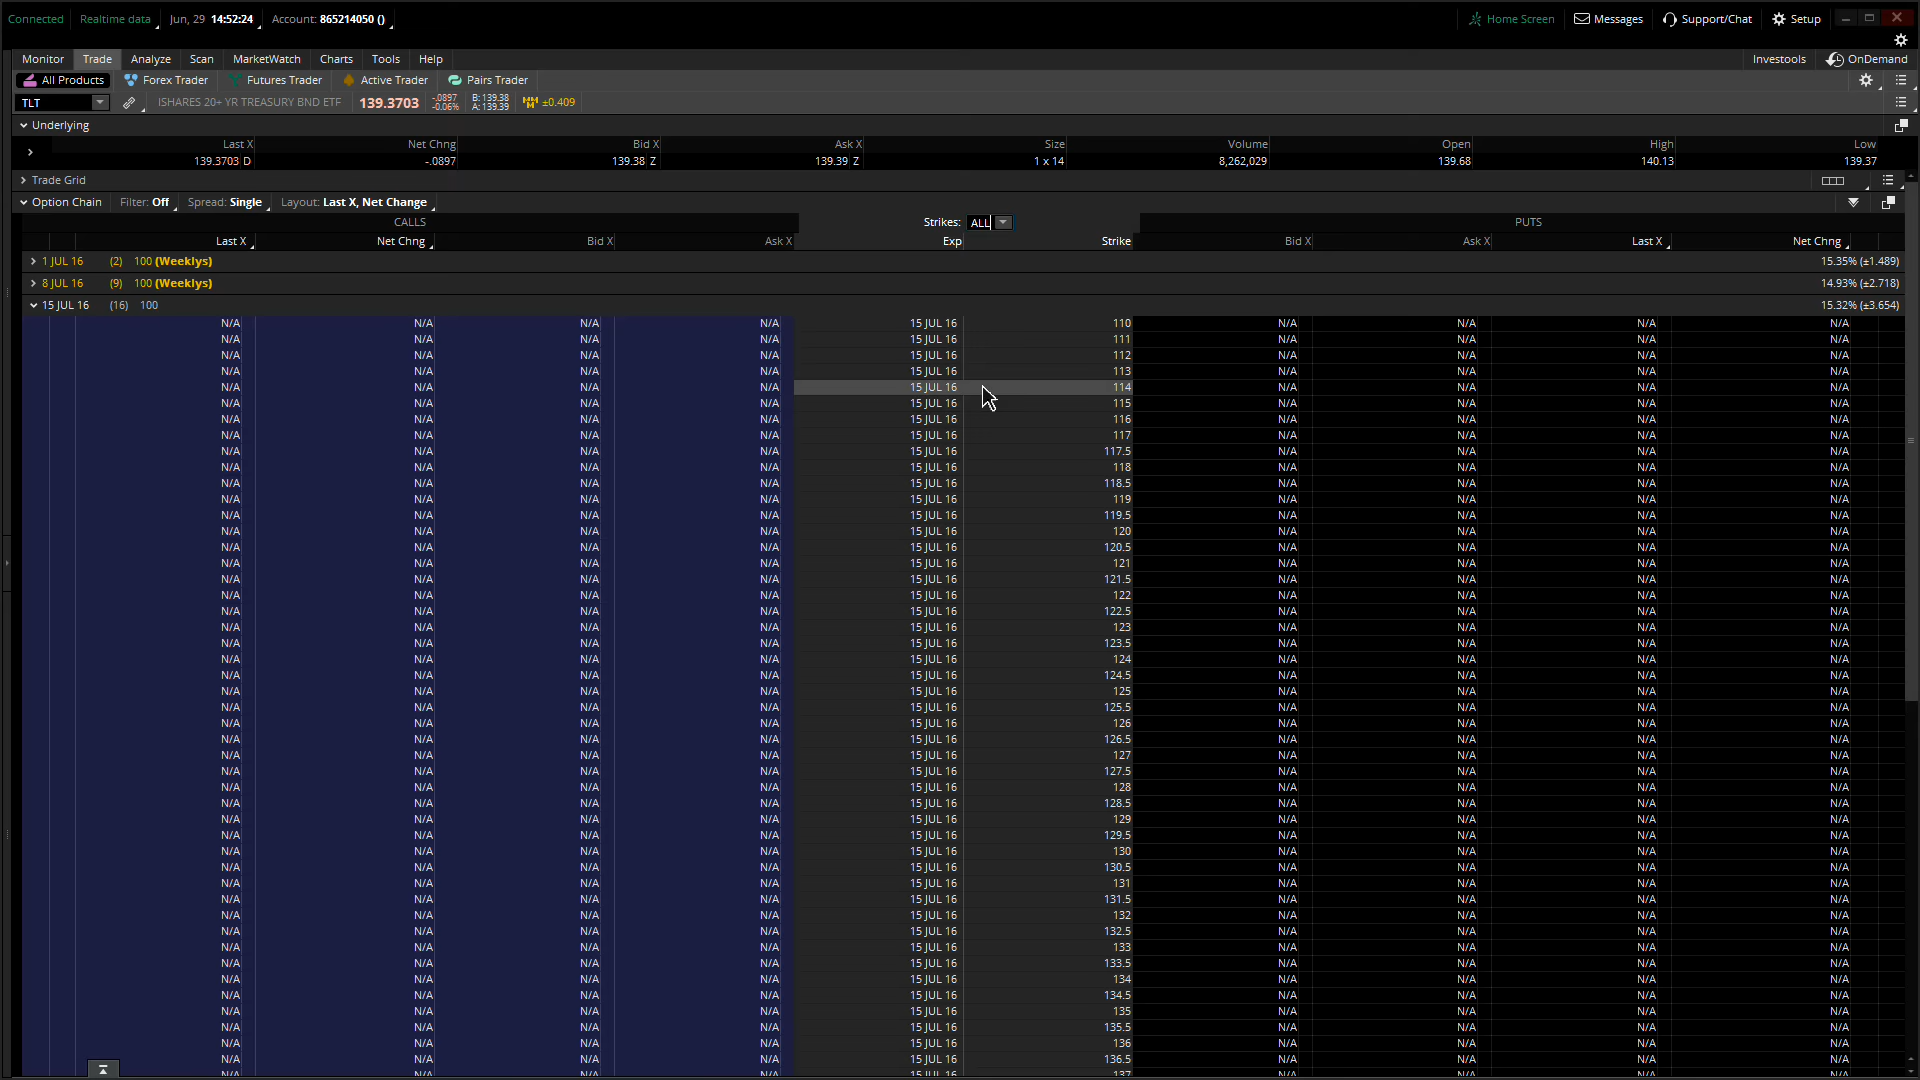 Connected Realtime data Jun, 29 14:52:24 Account: 865214050 () Home Screen Messages Support/Chat Setup
Monitor Trade Analyze Scan MarketWatch Charts Tools Help Investools OnDemand
All Products Forex Trader Futures Trader Active Trader Pairs Trader
TLT ISHARES 20+ YR TREASURY BND ETF 139.3703 -.0897 -0.06% B: 139.38 A: 139.39 ±0.409
Underlying
Last X Net Chng Bid X Ask X Size Volume Open High Low
139.3703 D -.0897 139.38 Z 139.39 Z 1 x 14 8,262,029 139.68 140.13 139.37
Trade Grid
Option Chain Filter: Off Spread: Single Layout: Last X, Net Change
CALLS Strikes: ALL PUTS
Last X Net Chng Bid X Ask X Exp Strike Bid X Ask X Last X Net Chng
1 JUL 16 (2) 100 (Weeklys) 15.35% (±1.489)
8 JUL 16 (9) 100 (Weeklys) 14.93% (±2.718)
15 JUL 16 (16) 100 15.32% (±3.654)
N/A N/A N/A N/A 15 JUL 16 110 N/A N/A N/A N/A
N/A N/A N/A N/A 15 JUL 16 111 N/A N/A N/A N/A
N/A N/A N/A N/A 15 JUL 16 112 N/A N/A N/A N/A
N/A N/A N/A N/A 15 JUL 16 113 N/A N/A N/A N/A
N/A N/A N/A N/A 15 JUL 16 114 N/A N/A N/A N/A
N/A N/A N/A N/A 15 JUL 16 115 N/A N/A N/A N/A
N/A N/A N/A N/A 15 JUL 16 116 N/A N/A N/A N/A
N/A N/A N/A N/A 15 JUL 16 117 N/A N/A N/A N/A
N/A N/A N/A N/A 15 JUL 16 117.5 N/A N/A N/A N/A
N/A N/A N/A N/A 15 JUL 16 118 N/A N/A N/A N/A
N/A N/A N/A N/A 15 JUL 16 118.5 N/A N/A N/A N/A
N/A N/A N/A N/A 15 JUL 16 119 N/A N/A N/A N/A
N/A N/A N/A N/A 15 JUL 16 119.5 N/A N/A N/A N/A
N/A N/A N/A N/A 15 JUL 16 120 N/A N/A N/A N/A
N/A N/A N/A N/A 15 JUL 16 120.5 N/A N/A N/A N/A
N/A N/A N/A N/A 15 JUL 16 121 N/A N/A N/A N/A
N/A N/A N/A N/A 15 JUL 16 121.5 N/A N/A N/A N/A
N/A N/A N/A N/A 15 JUL 16 122 N/A N/A N/A N/A
N/A N/A N/A N/A 15 JUL 16 122.5 N/A N/A N/A N/A
N/A N/A N/A N/A 15 JUL 16 123 N/A N/A N/A N/A
N/A N/A N/A N/A 15 JUL 16 123.5 N/A N/A N/A N/A
N/A N/A N/A N/A 15 JUL 16 124 N/A N/A N/A N/A
N/A N/A N/A N/A 15 JUL 16 124.5 N/A N/A N/A N/A
N/A N/A N/A N/A 15 JUL 16 125 N/A N/A N/A N/A
N/A N/A N/A N/A 15 JUL 16 125.5 N/A N/A N/A N/A
N/A N/A N/A N/A 15 JUL 16 126 N/A N/A N/A N/A
N/A N/A N/A N/A 15 JUL 16 126.5 N/A N/A N/A N/A
N/A N/A N/A N/A 15 JUL 16 127 N/A N/A N/A N/A
N/A N/A N/A N/A 15 JUL 16 127.5 N/A N/A N/A N/A
N/A N/A N/A N/A 15 JUL 16 128 N/A N/A N/A N/A
N/A N/A N/A N/A 15 JUL 16 128.5 N/A N/A N/A N/A
N/A N/A N/A N/A 15 JUL 16 129 N/A N/A N/A N/A
N/A N/A N/A N/A 15 JUL 16 129.5 N/A N/A N/A N/A
N/A N/A N/A N/A 15 JUL 16 130 N/A N/A N/A N/A
N/A N/A N/A N/A 15 JUL 16 130.5 N/A N/A N/A N/A
N/A N/A N/A N/A 15 JUL 16 131 N/A N/A N/A N/A
N/A N/A N/A N/A 15 JUL 16 131.5 N/A N/A N/A N/A
N/A N/A N/A N/A 15 JUL 16 132 N/A N/A N/A N/A
N/A N/A N/A N/A 15 JUL 16 132.5 N/A N/A N/A N/A
N/A N/A N/A N/A 15 JUL 16 133 N/A N/A N/A N/A
N/A N/A N/A N/A 15 JUL 16 133.5 N/A N/A N/A N/A
N/A N/A N/A N/A 15 JUL 16 134 N/A N/A N/A N/A
N/A N/A N/A N/A 15 JUL 16 134.5 N/A N/A N/A N/A
N/A N/A N/A N/A 15 JUL 16 135 N/A N/A N/A N/A
N/A N/A N/A N/A 15 JUL 16 135.5 N/A N/A N/A N/A
N/A N/A N/A N/A 15 JUL 16 136 N/A N/A N/A N/A
N/A N/A N/A N/A 15 JUL 16 136.5 N/A N/A N/A N/A
N/A N/A N/A N/A 15 JUL 16 137 N/A N/A N/A N/A